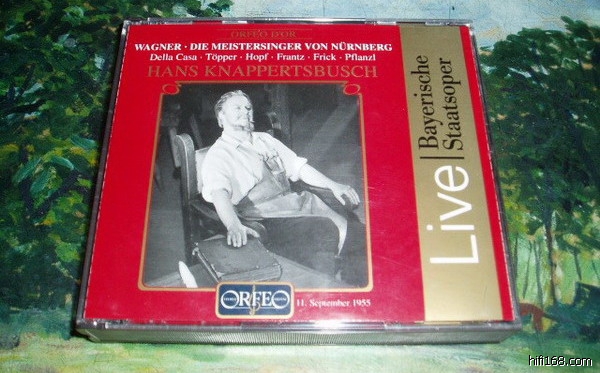 ORFEO D'OR
WAGNER · DIE MEISTERSINGER VON NÜRNBERG
Della Casa · Töpper · Hopf · Frantz · Frick · Pflanzl
HANS KNAPPERTSBUSCH
ORFEO
11. September 1955
Live
Bayerische
Staatsoper
hifi168.com